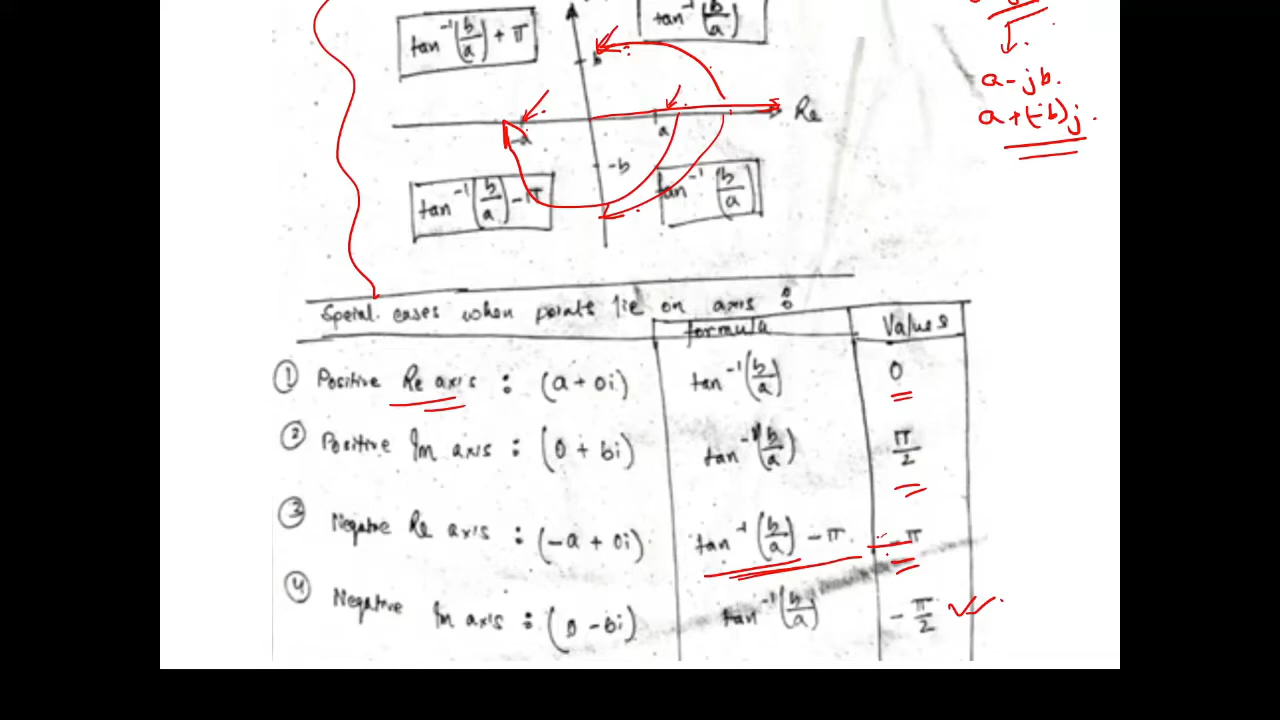 tan⁻¹(b/a) + π
tan⁻¹(b/a)
b
a - jb.
a + (-b)j.
Re
-a
a
-b
tan⁻¹(b/a) - π
tan⁻¹(b/a)
Special cases when points lie on axis :
formula
Values
① Positive Re axis : (a + 0i) tan⁻¹(b/a) 0
② Positive Im axis : (0 + bi) tan⁻¹(b/a) π/2
③ Negative Re axis : (-a + 0i) tan⁻¹(b/a) - π. -π
④ Negative Im axis : (0 - bi) tan⁻¹(b/a) -π/2